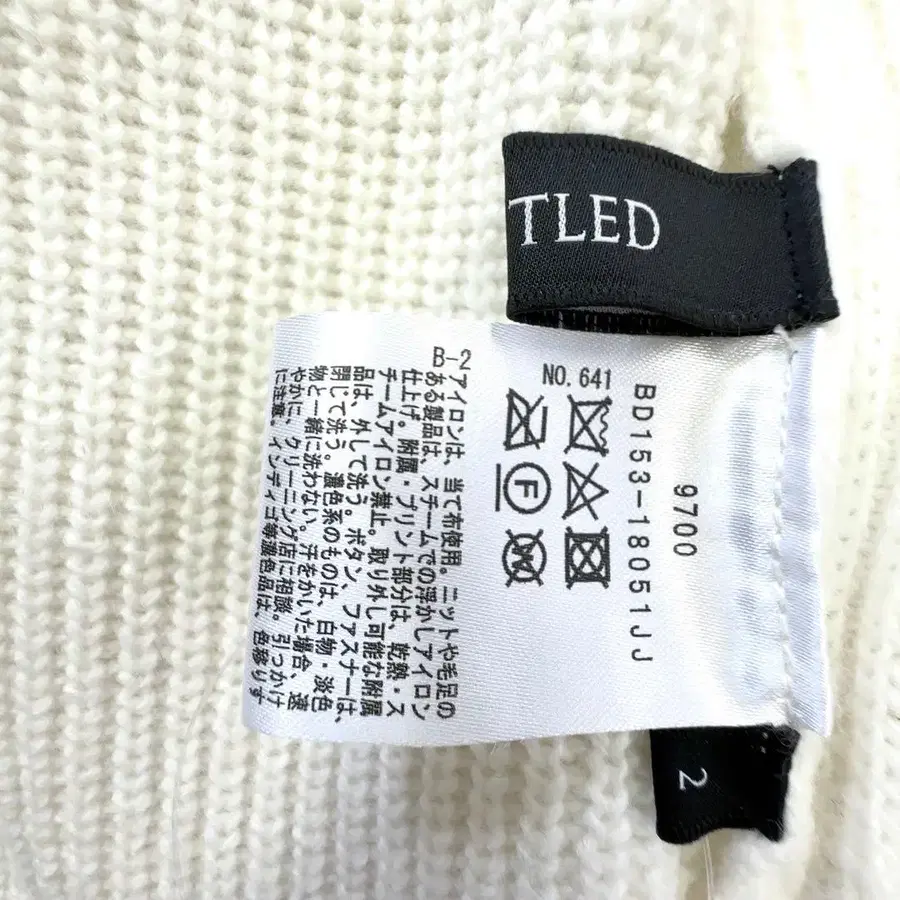 TLED
9700
BD153-18051JJ
NO. 641
F
W
B-2
アイロンは、当て布使用。ニットや毛足の
ある製品は、スチームでの浮かしアイロン
仕上げ。附属・プリント部分は、乾熱・ス
チームアイロン禁止。取り外し可能な附属
品は、外して洗う。ボタン、ファスナーは、
閉じて洗う。濃色系のものは、白物・淡色
物と一緒に洗わない。汗をかいた場合、速
やかに、クリーニング店に相談。引っかけ
に注意。インディゴ等濃色品は、色移りす
2